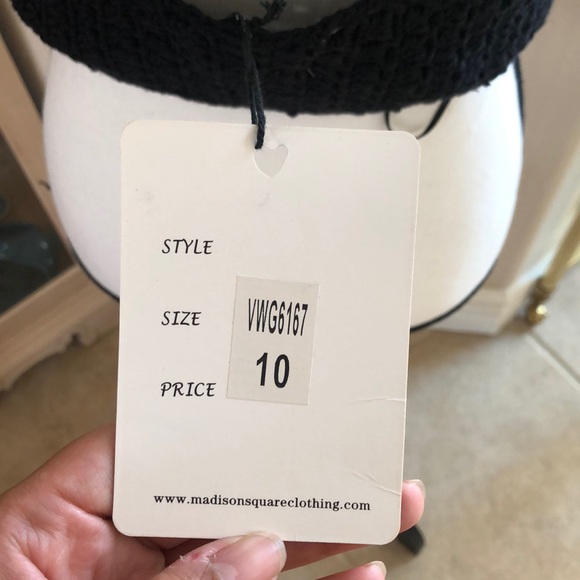 STYLE
SIZE
VWG6167
10
PRICE
www.madisonsquareclothing.com